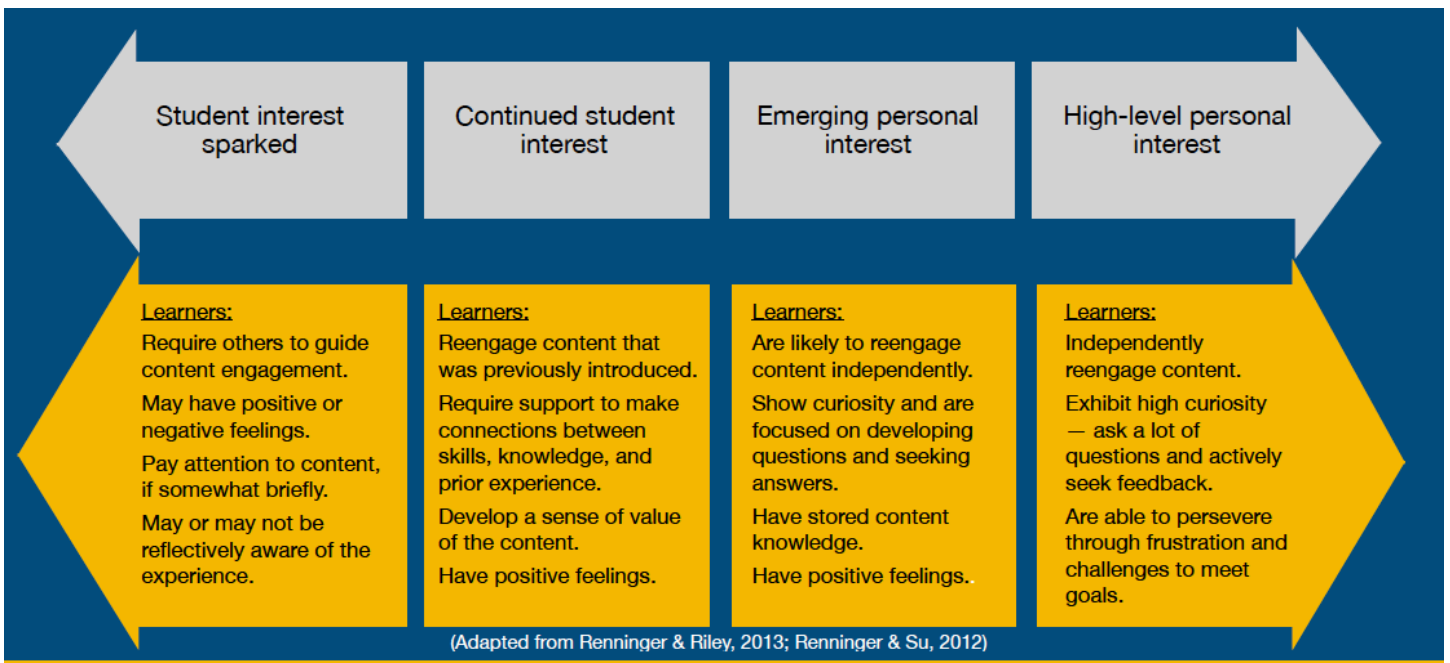 Student interest
sparked
Continued student
interest
Emerging personal
interest
High-level personal
interest
Learners:
Require others to guide
content engagement.
May have positive or
negative feelings.
Pay attention to content,
if somewhat briefly.
May or may not be
reflectively aware of the
experience.
Learners:
Reengage content that
was previously introduced.
Require support to make
connections between
skills, knowledge, and
prior experience.
Develop a sense of value
of the content.
Have positive feelings.
Learners:
Are likely to reengage
content independently.
Show curiosity and are
focused on developing
questions and seeking
answers.
Have stored content
knowledge.
Have positive feelings..
Learners:
Independently
reengage content.
Exhibit high curiosity
— ask a lot of
questions and actively
seek feedback.
Are able to persevere
through frustration and
challenges to meet
goals.
(Adapted from Renninger & Riley, 2013; Renninger & Su, 2012)